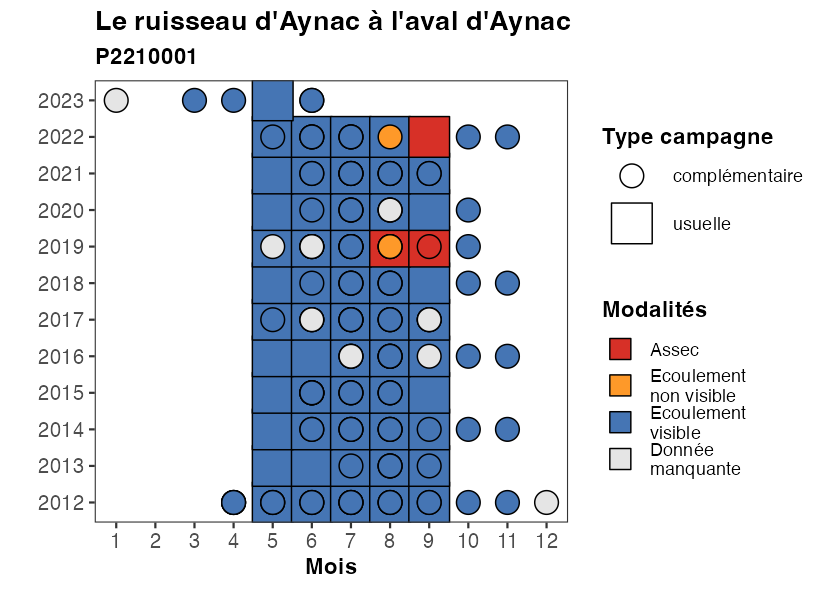 Le ruisseau d'Aynac à l'aval d'Aynac
P2210001
2023
2022
2021
2020
2019
2018
2017
2016
2015
2014
2013
2012
1 2 3 4 5 6 7 8 9 10 11 12
Mois
Type campagne
complémentaire
usuelle
Modalités
Assec
Ecoulement
non visible
Ecoulement
visible
Donnée
manquante